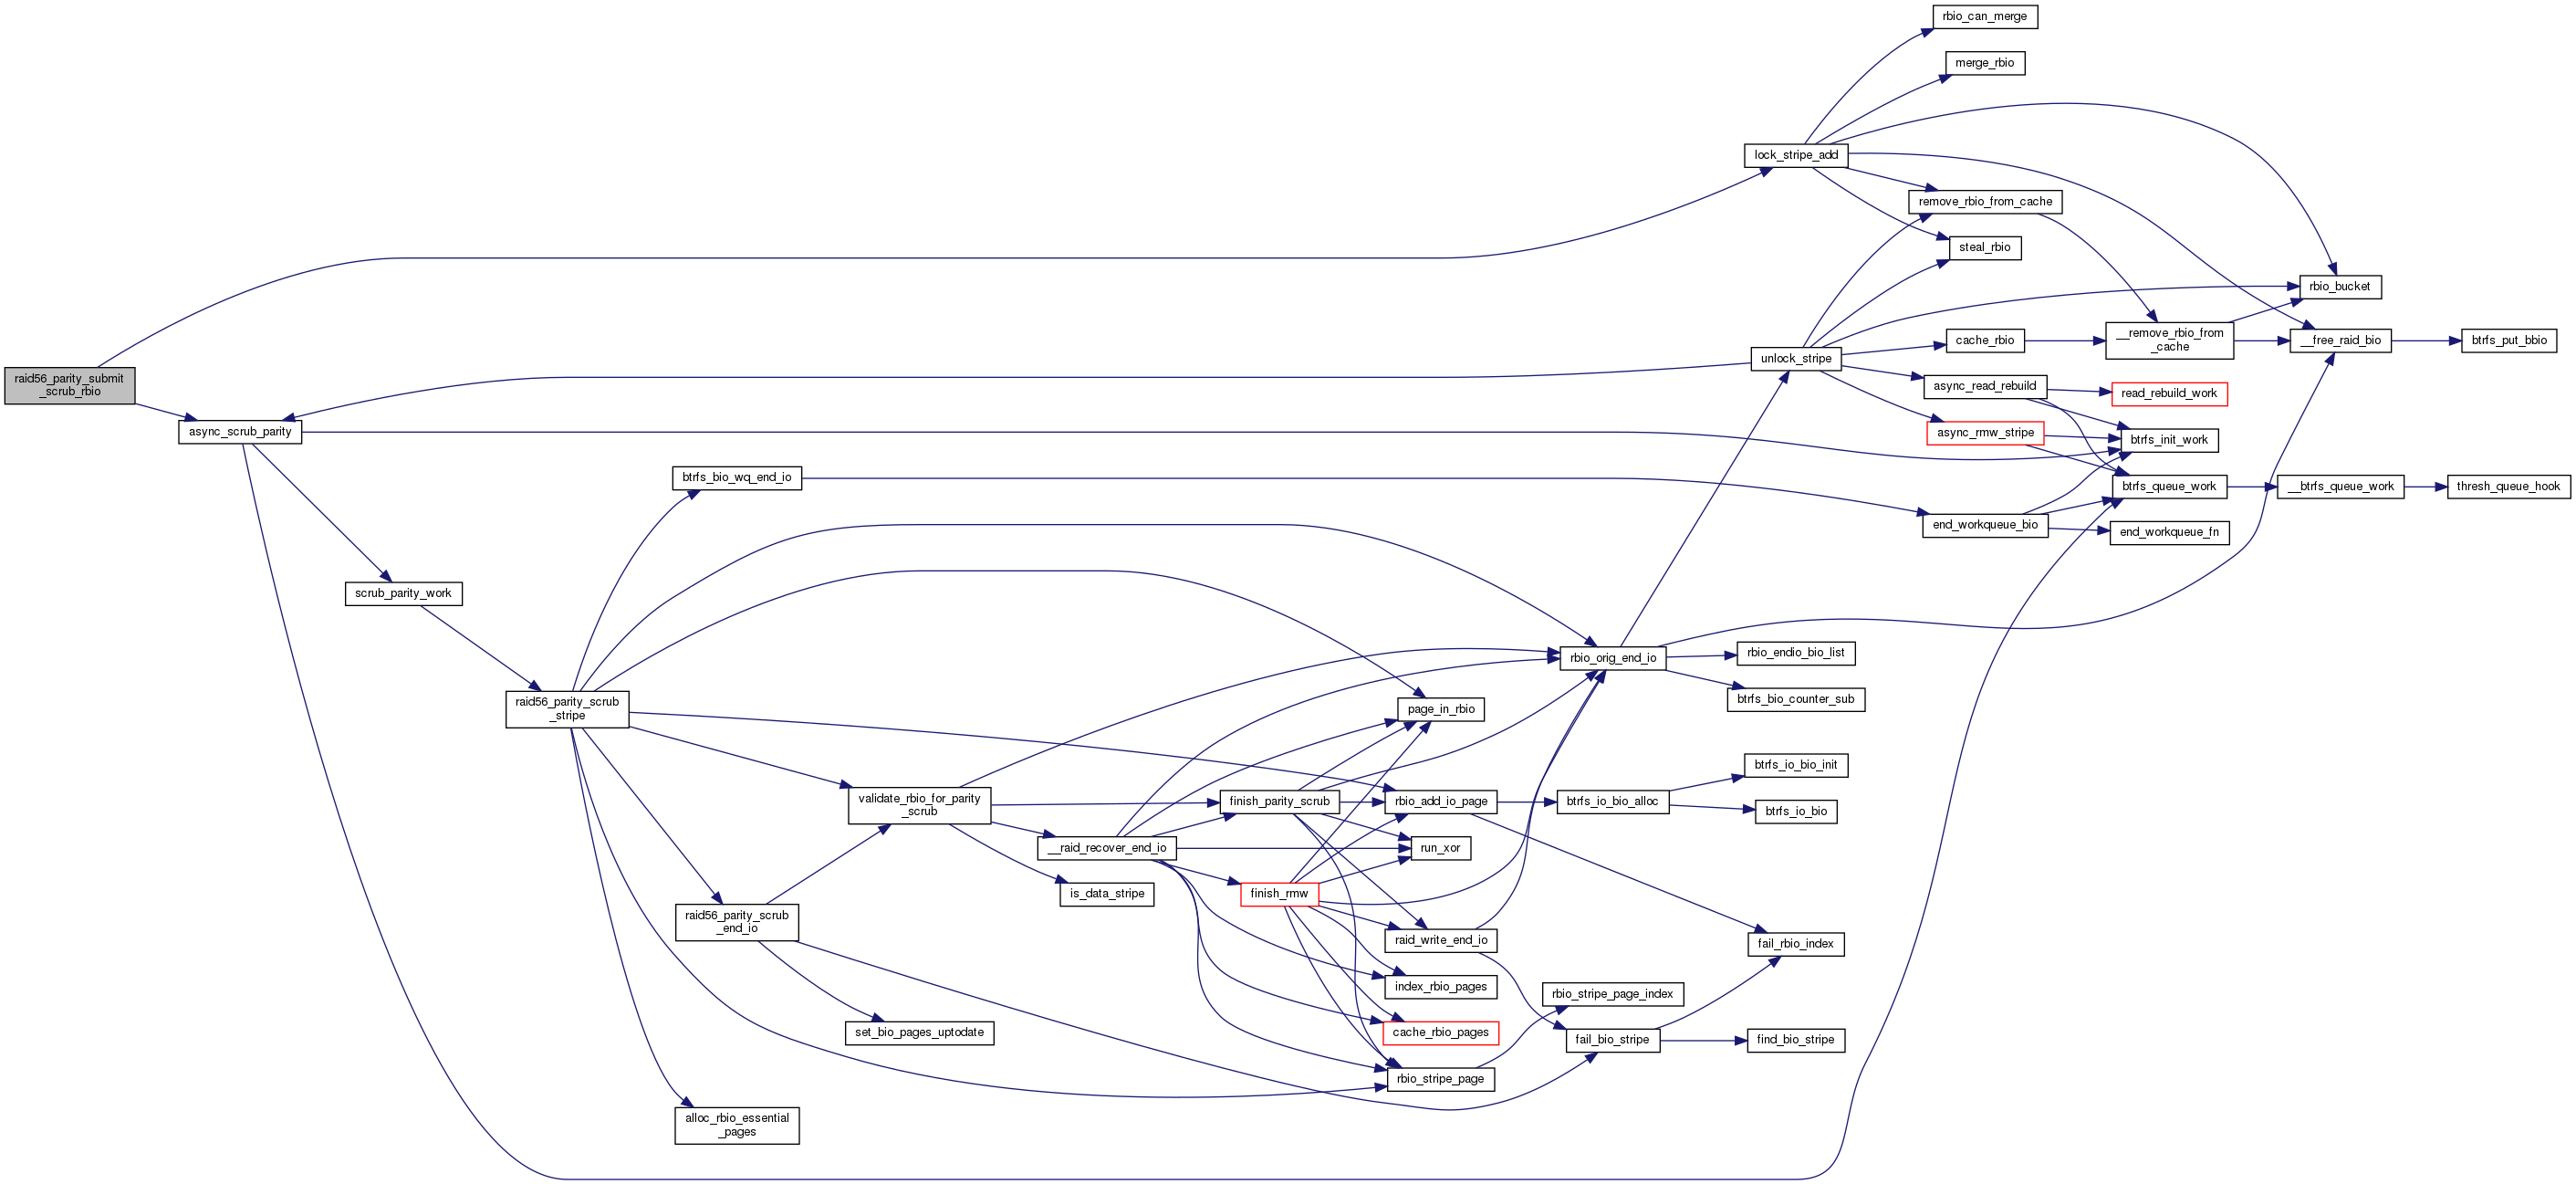 rbio_can_merge
merge_rbio
lock_stripe_add
remove_rbio_from_cache
steal_rbio
rbio_bucket
unlock_stripe
cache_rbio
__remove_rbio_from
_cache
__free_raid_bio
btrfs_put_bbio
raid56_parity_submit
_scrub_rbio
async_read_rebuild
read_rebuild_work
async_scrub_parity
async_rmw_stripe
btrfs_init_work
btrfs_bio_wq_end_io
btrfs_queue_work
__btrfs_queue_work
thresh_queue_hook
end_workqueue_bio
end_workqueue_fn
scrub_parity_work
rbio_orig_end_io
rbio_endio_bio_list
btrfs_bio_counter_sub
raid56_parity_scrub
_stripe
page_in_rbio
btrfs_io_bio_init
validate_rbio_for_parity
_scrub
finish_parity_scrub
rbio_add_io_page
btrfs_io_bio_alloc
btrfs_io_bio
__raid_recover_end_io
run_xor
is_data_stripe
finish_rmw
raid56_parity_scrub
_end_io
raid_write_end_io
fail_rbio_index
index_rbio_pages
rbio_stripe_page_index
set_bio_pages_uptodate
cache_rbio_pages
fail_bio_stripe
find_bio_stripe
rbio_stripe_page
alloc_rbio_essential
_pages